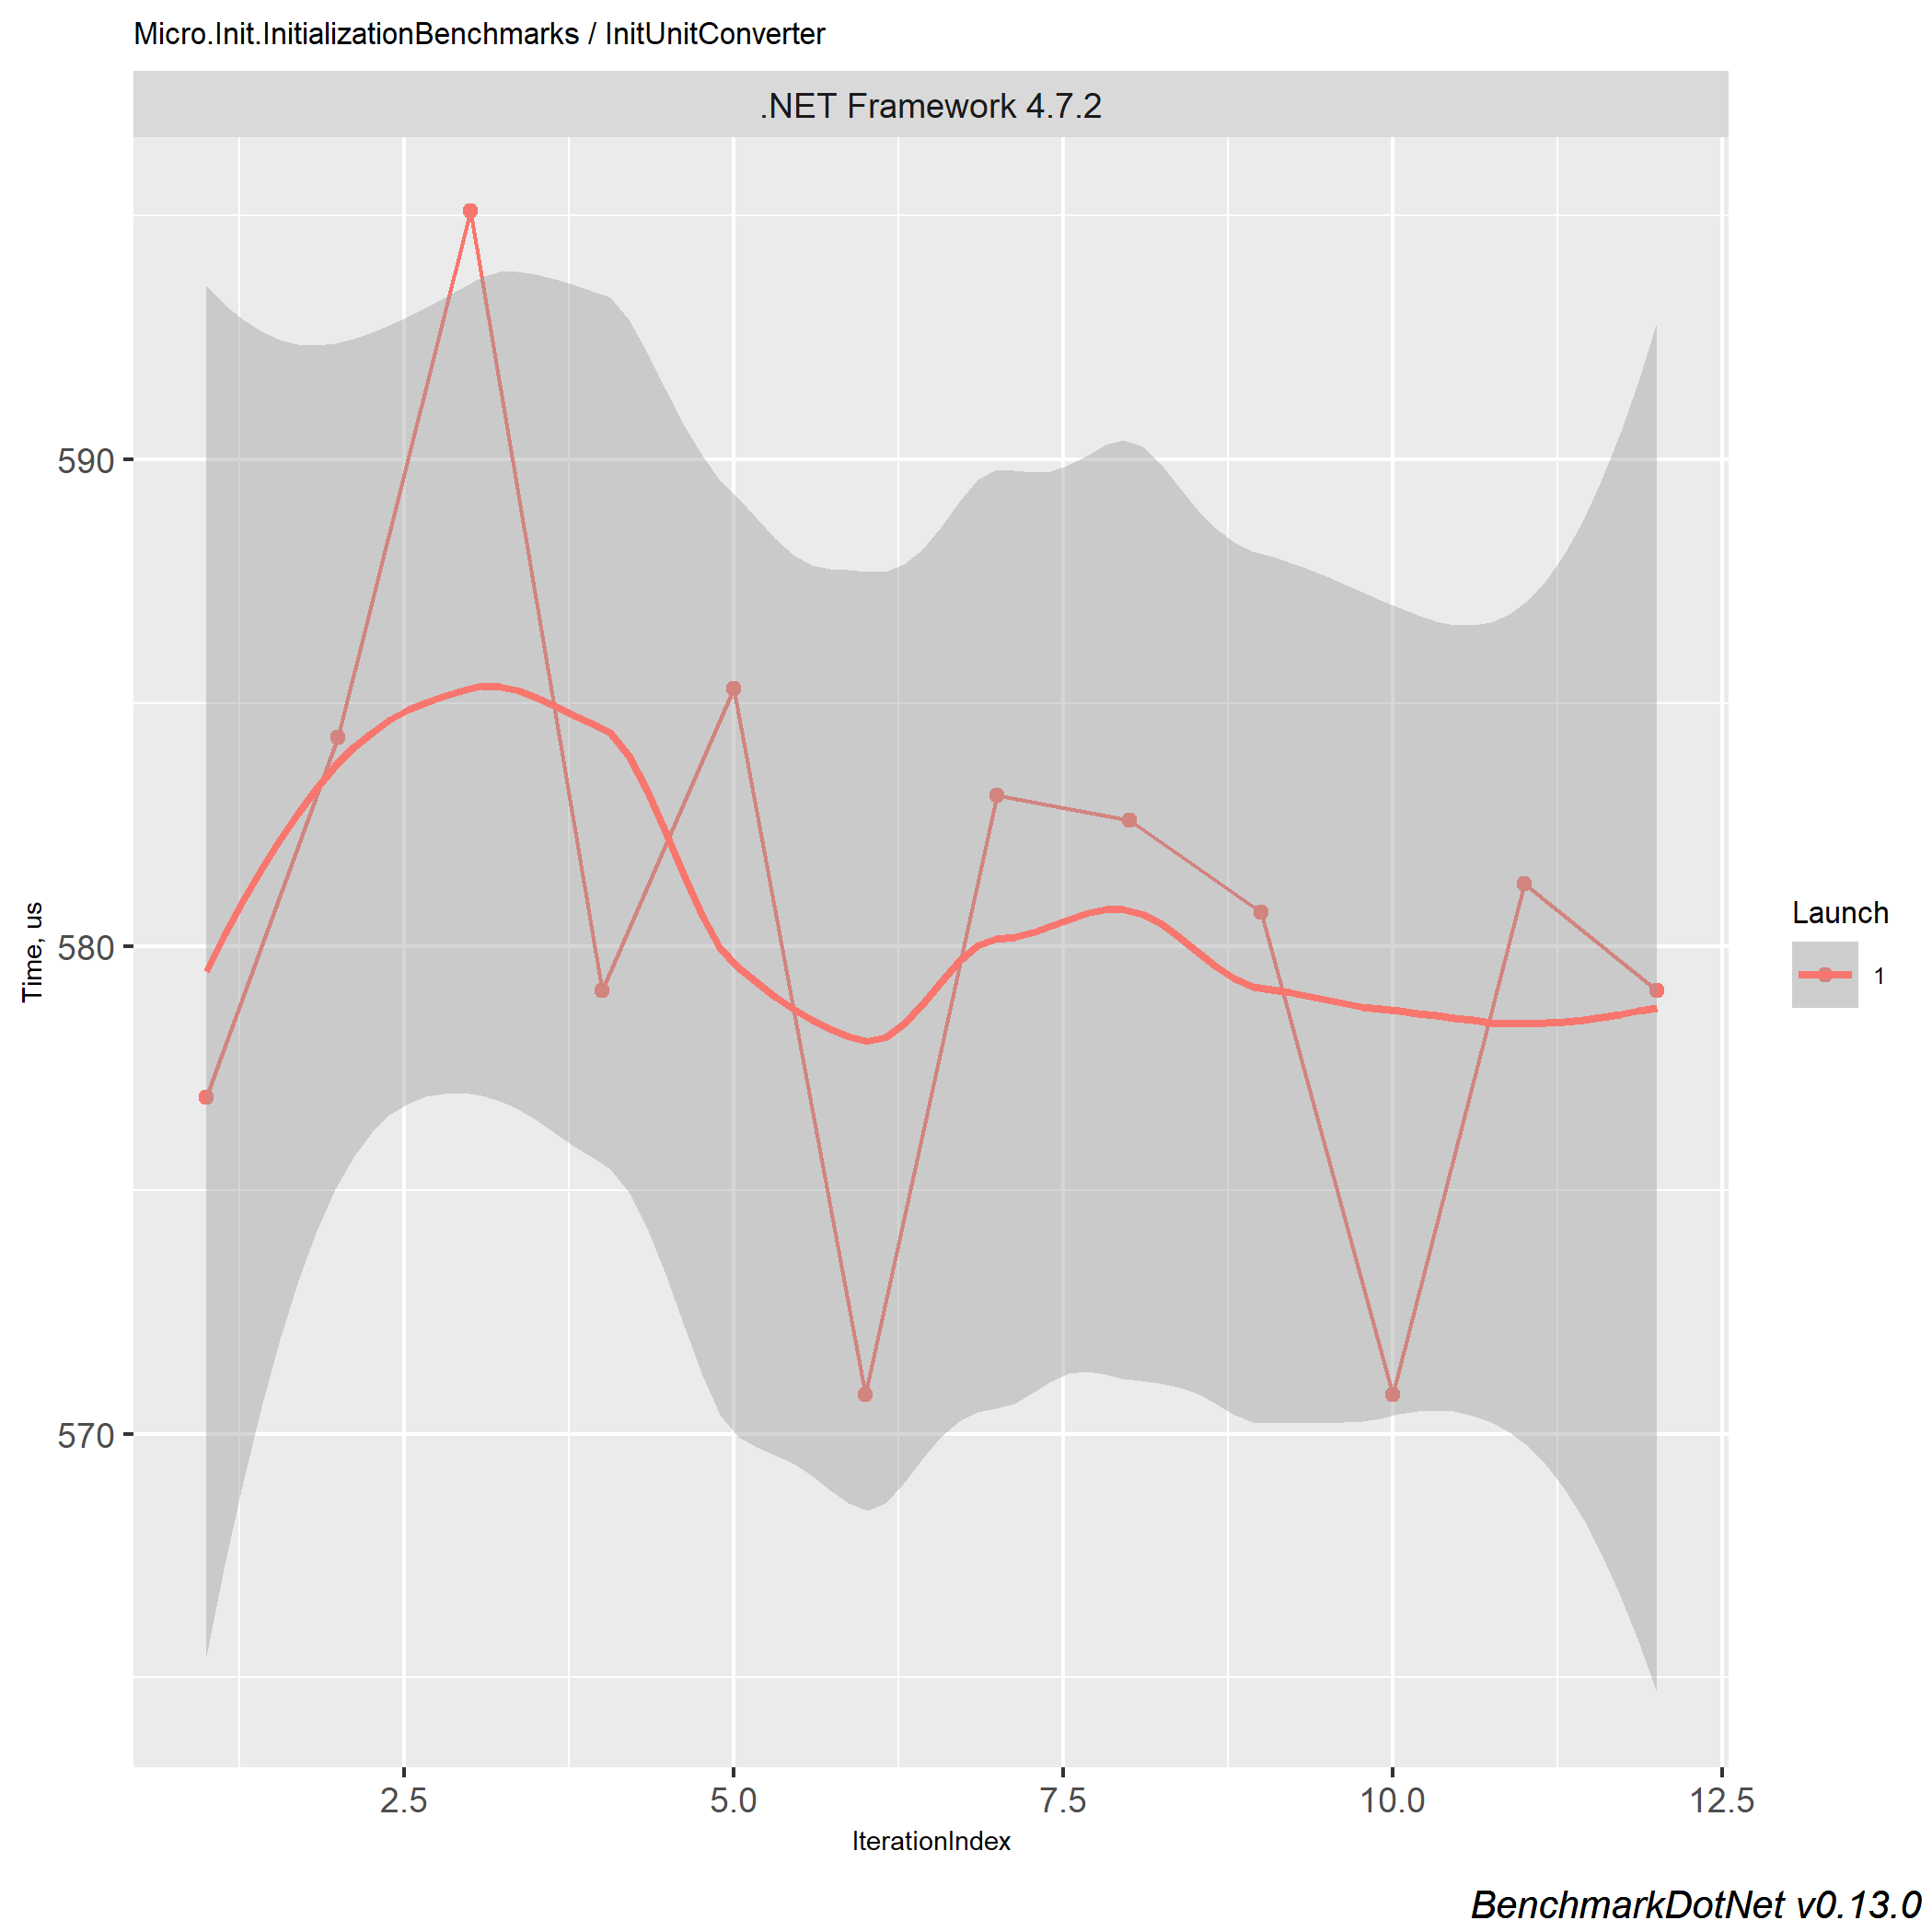 Micro.Init.InitializationBenchmarks / InitUnitConverter
.NET Framework 4.7.2
590
580
570
Time, us
2.5
5.0
7.5
10.0
12.5
IterationIndex
Launch
1
BenchmarkDotNet v0.13.0